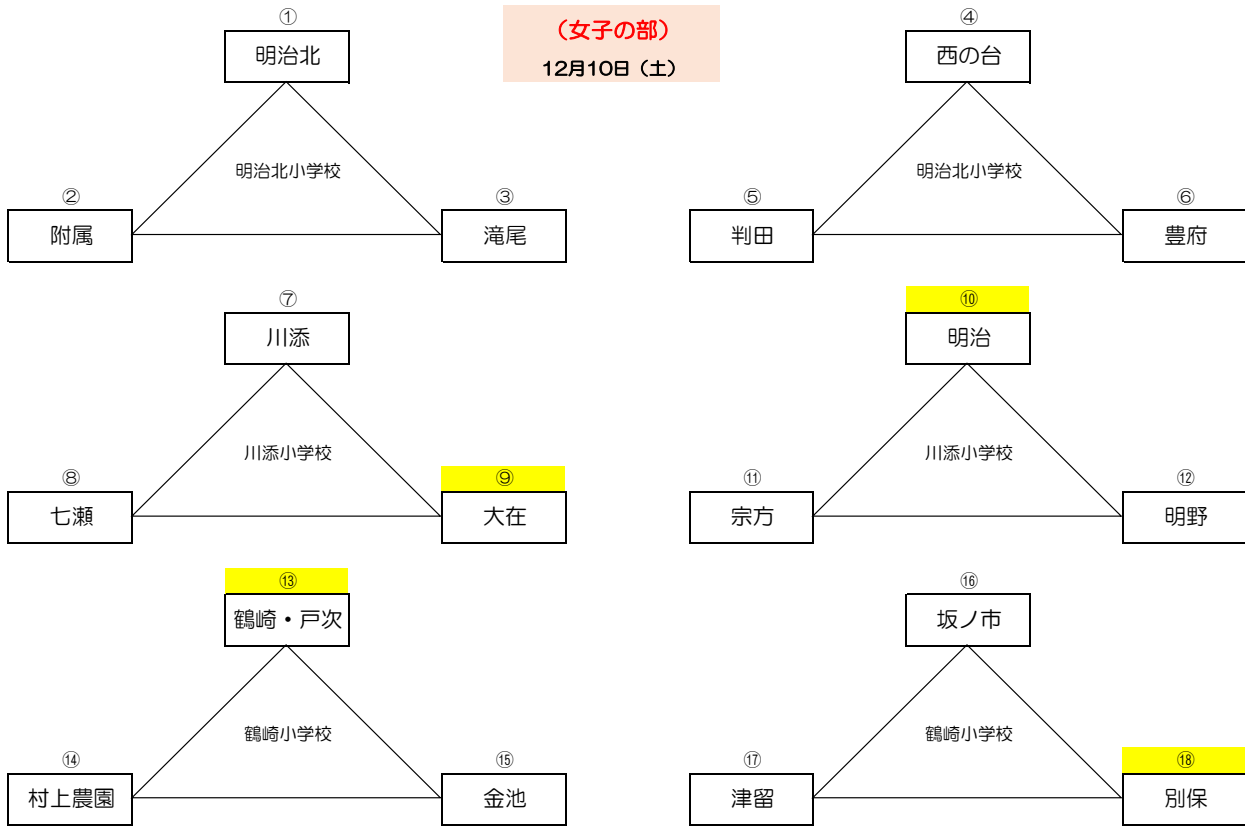 ①
明治北
(女子の部)
12月10日(土)
④
西の台
明治北小学校
明治北小学校
②
附属
③
滝尾
⑤
判田
⑥
豊府
⑦
川添
⑩
明治
川添小学校
川添小学校
⑧
七瀬
⑨
大在
⑪
宗方
⑫
明野
⑬
鶴崎・戸次
⑯
坂ノ市
鶴崎小学校
鶴崎小学校
⑭
村上農園
⑮
金池
⑰
津留
⑱
別保